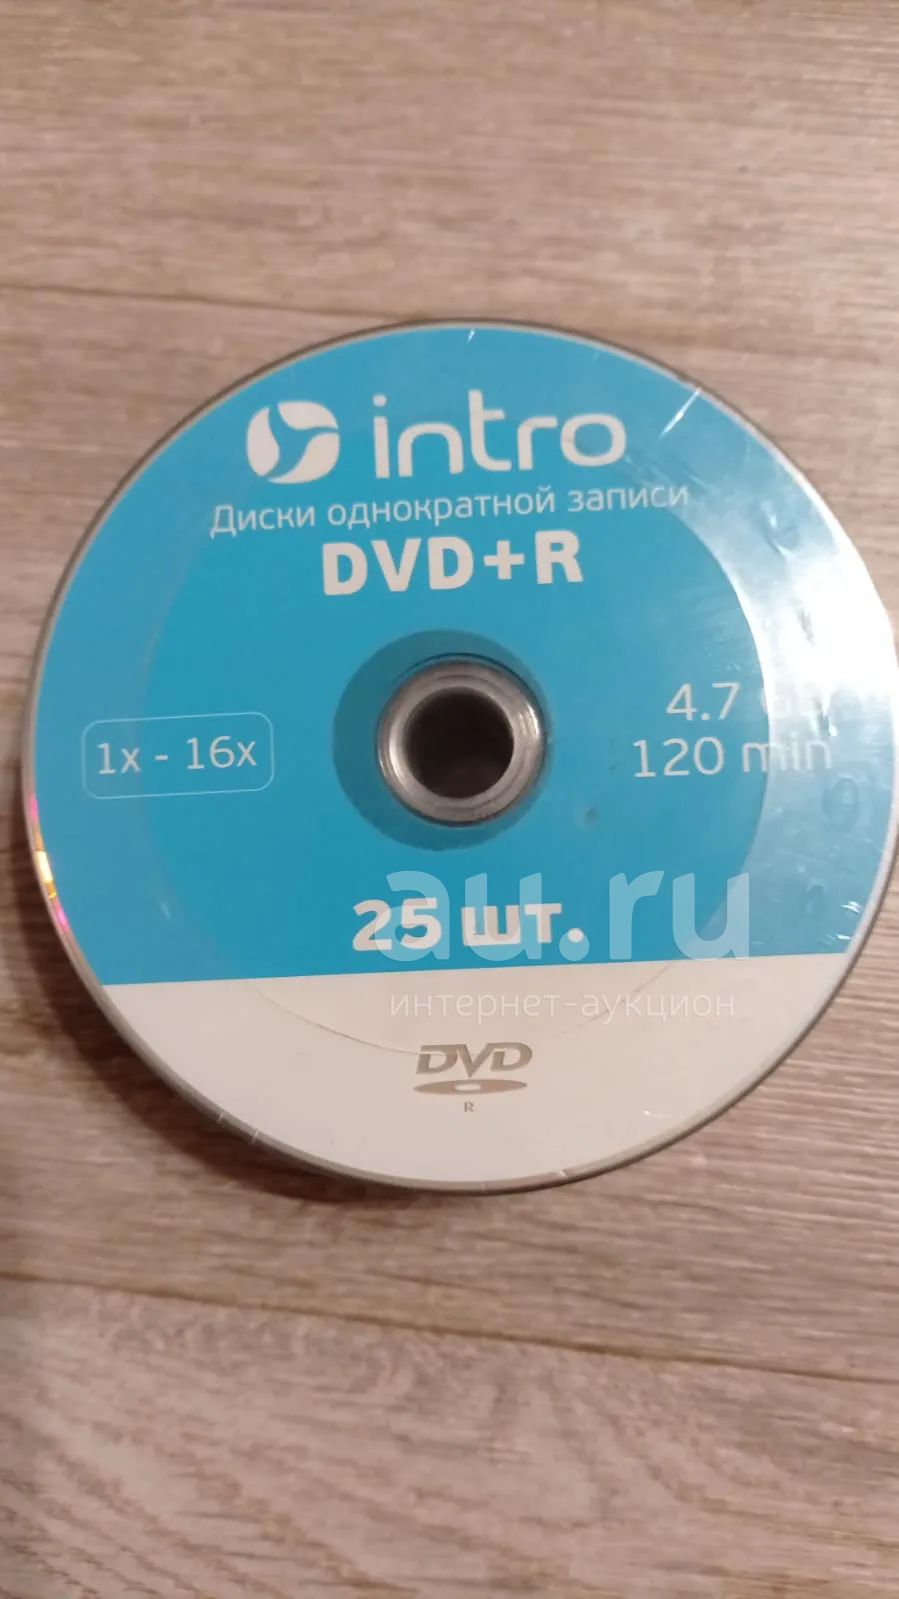 intro
Диски однократной записи
DVD+R
1x - 16x
4.7
120 min
25 шт.
au.ru
интернет-аукцион
DVD
R